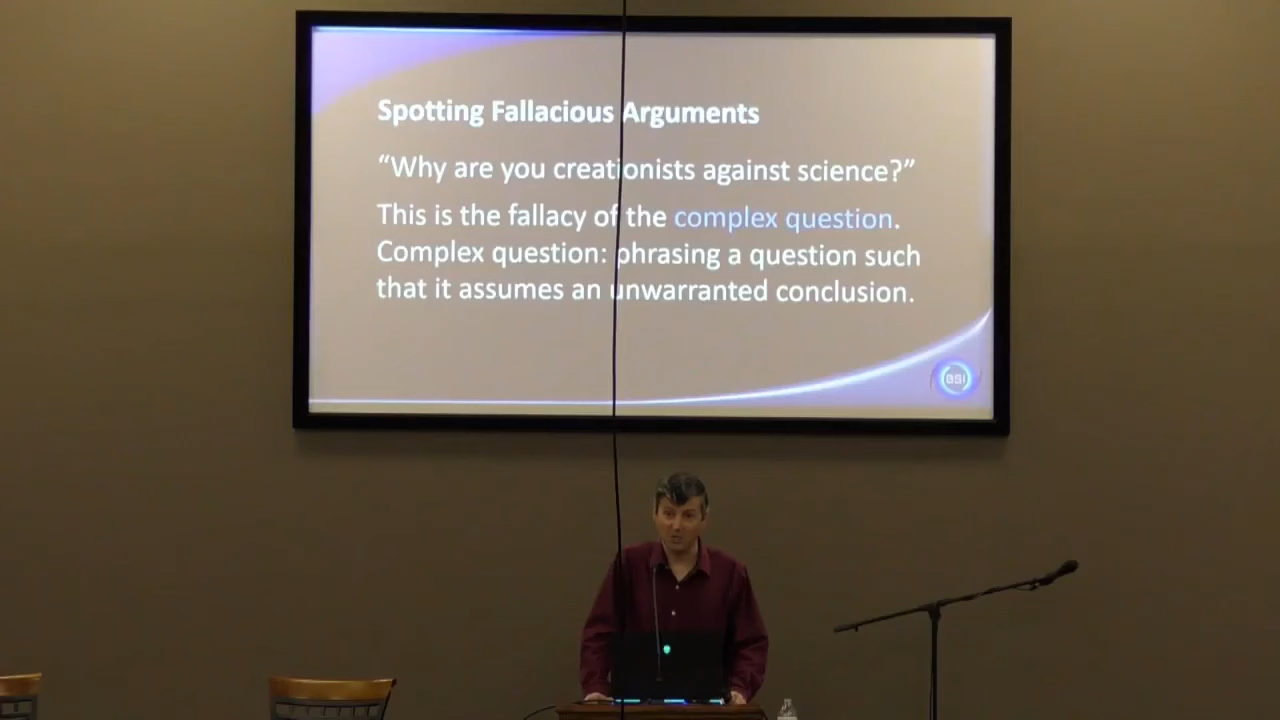 Spotting Fallacious Arguments
“Why are you creationists against science?”
This is the fallacy of the complex question.
Complex question: phrasing a question such
that it assumes an unwarranted conclusion.
BSI